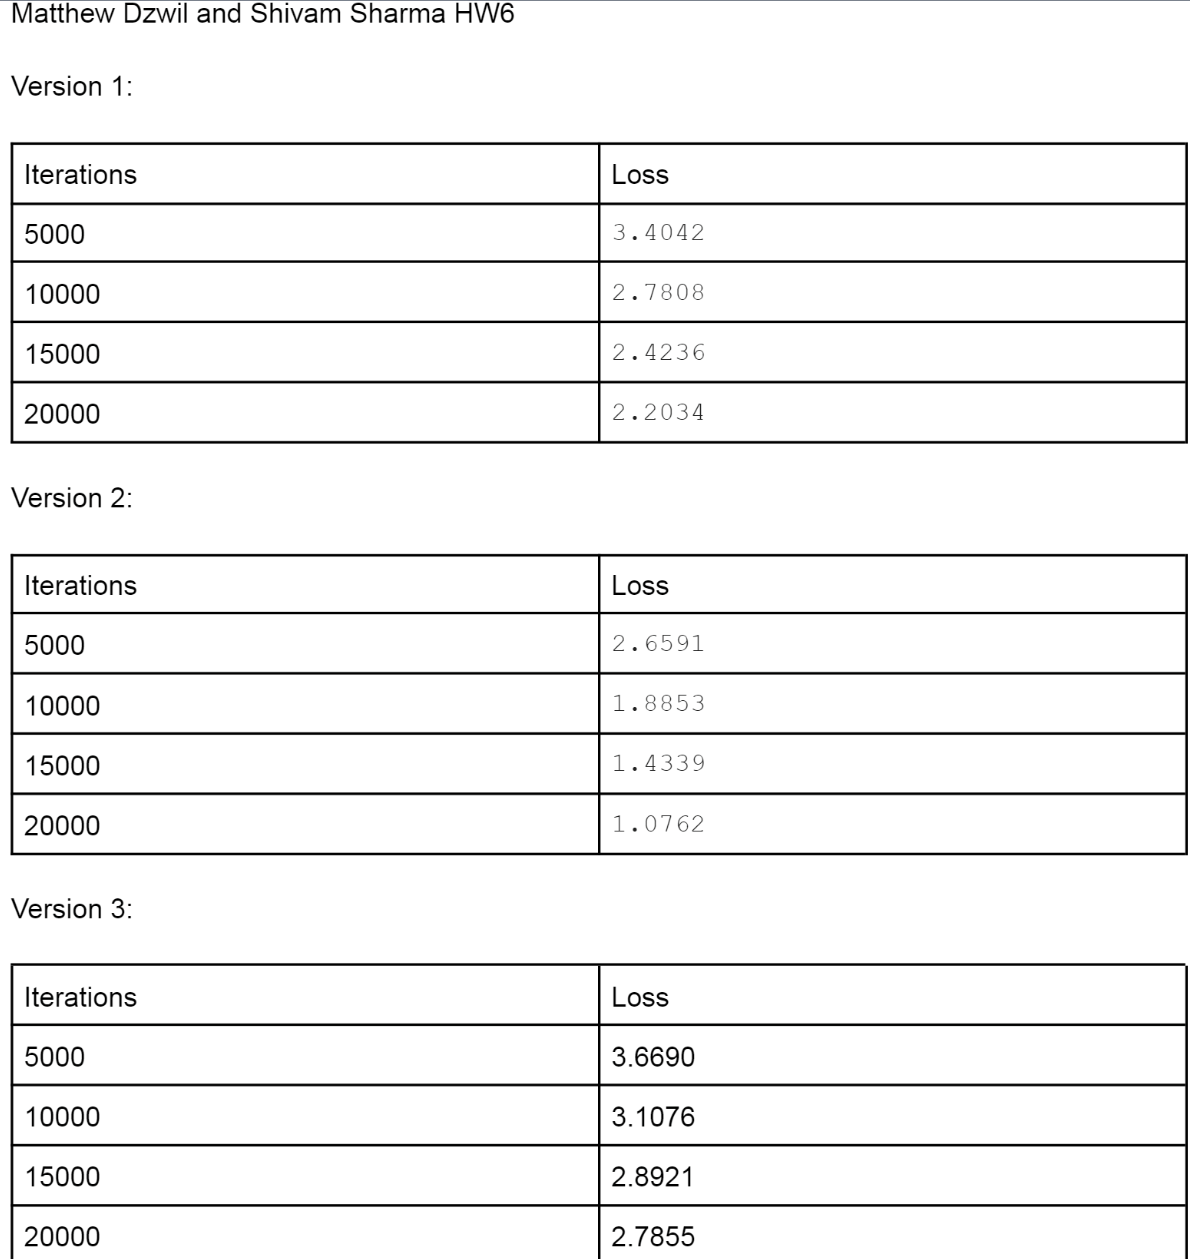 Matthew Dzwil and Shivam Sharma HW6
Version 1:
Iterations Loss
5000 3.4042
10000 2.7808
15000 2.4236
20000 2.2034
Version 2:
Iterations Loss
5000 2.6591
10000 1.8853
15000 1.4339
20000 1.0762
Version 3:
Iterations Loss
5000 3.6690
10000 3.1076
15000 2.8921
20000 2.7855